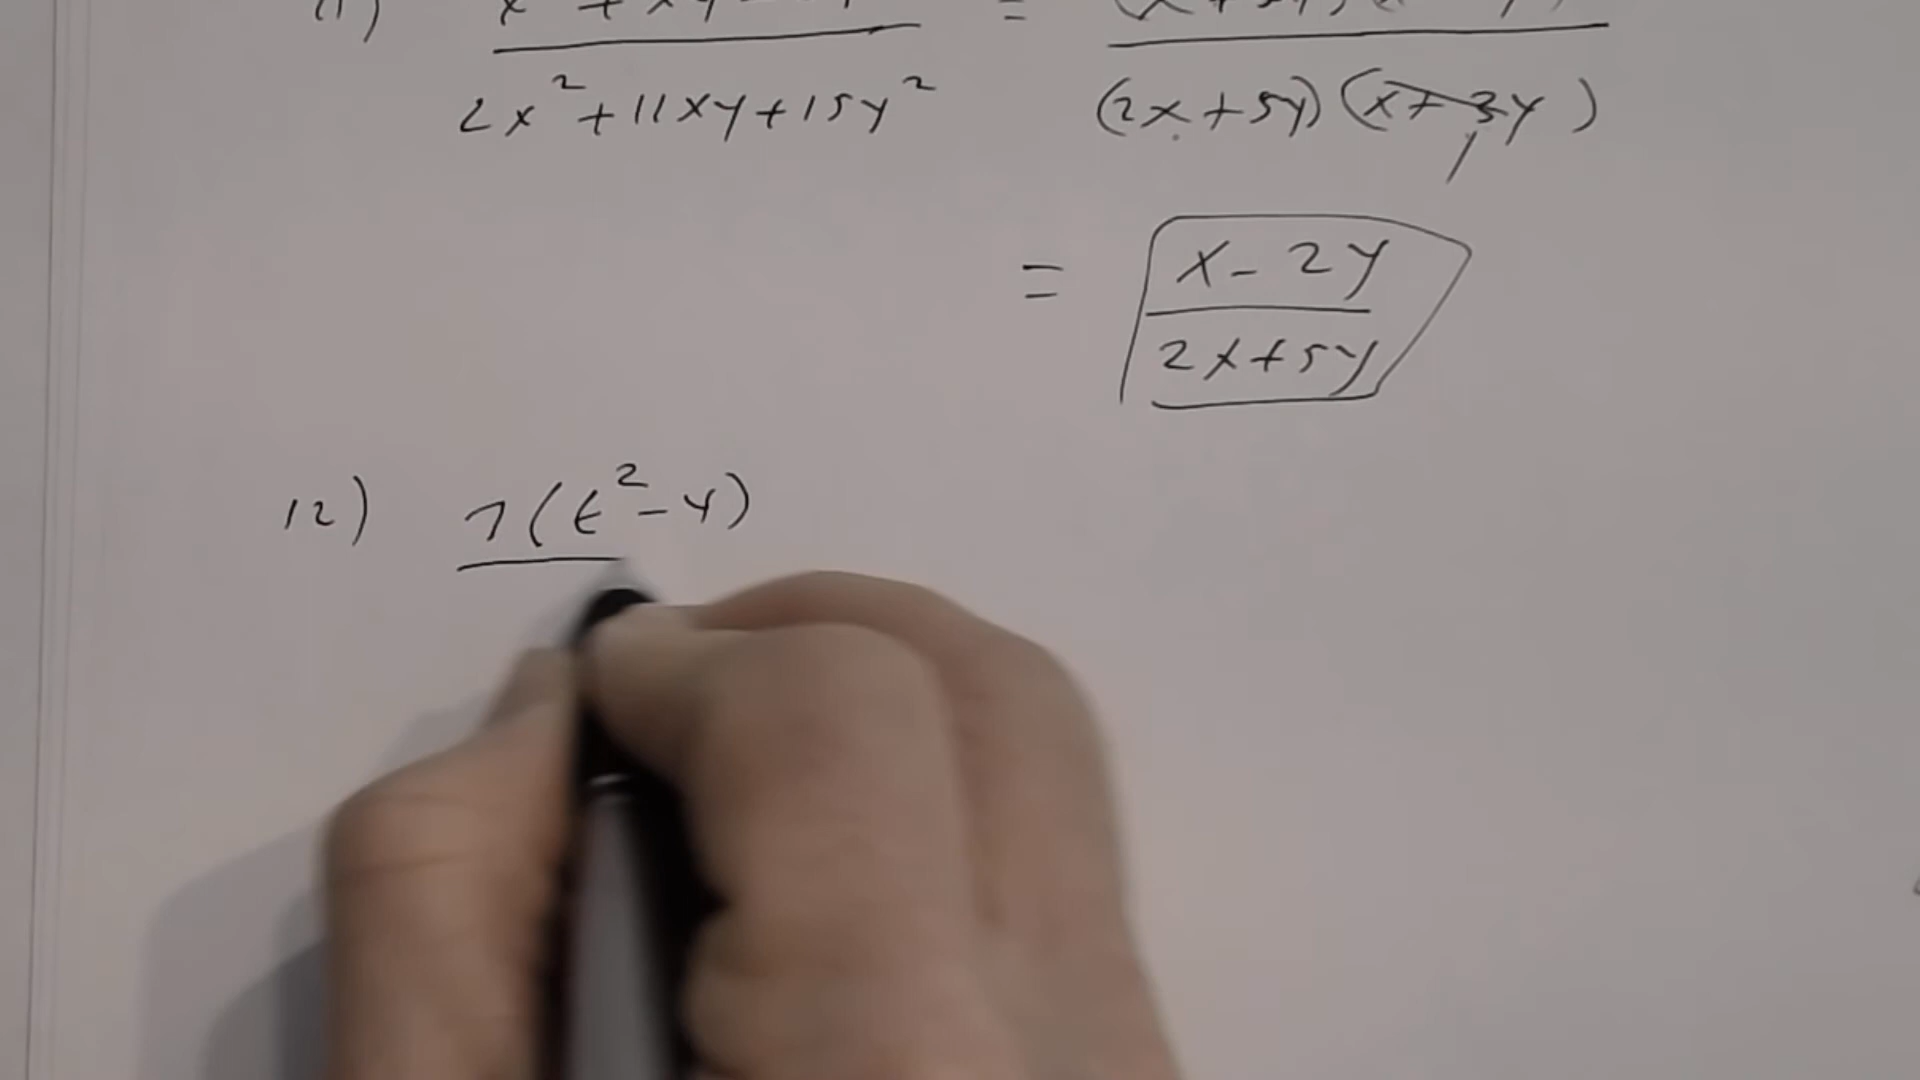 2x²+11xy+15y² (2x+5y)(x+3y)
= x-2y
2x+5y
12) 7(t²-4)